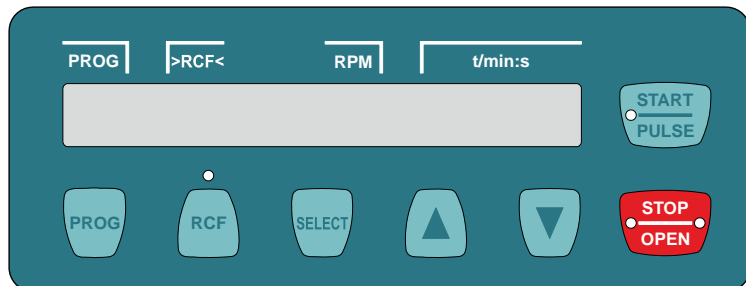 PROG >RCF< RPM t/min:s
START
PULSE
PROG RCF SELECT
STOP
OPEN